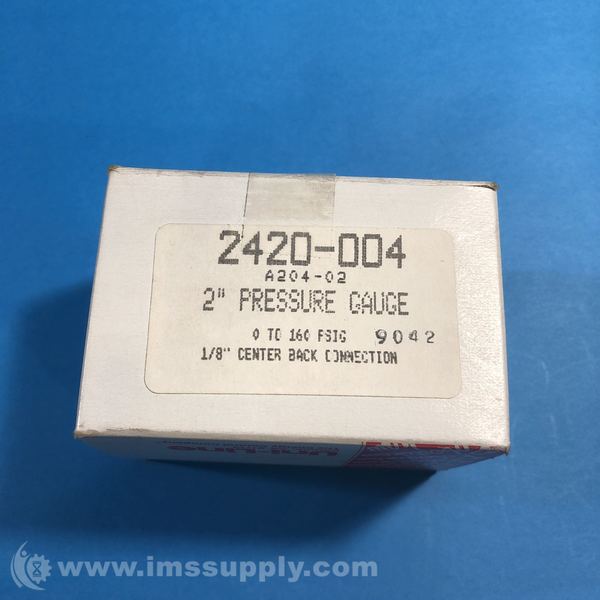 2420-004
A204-02
2" PRESSURE GAUGE
0 TO 160 PSIG 9042
1/8" CENTER BACK CONNECTION
www.imssupply.com